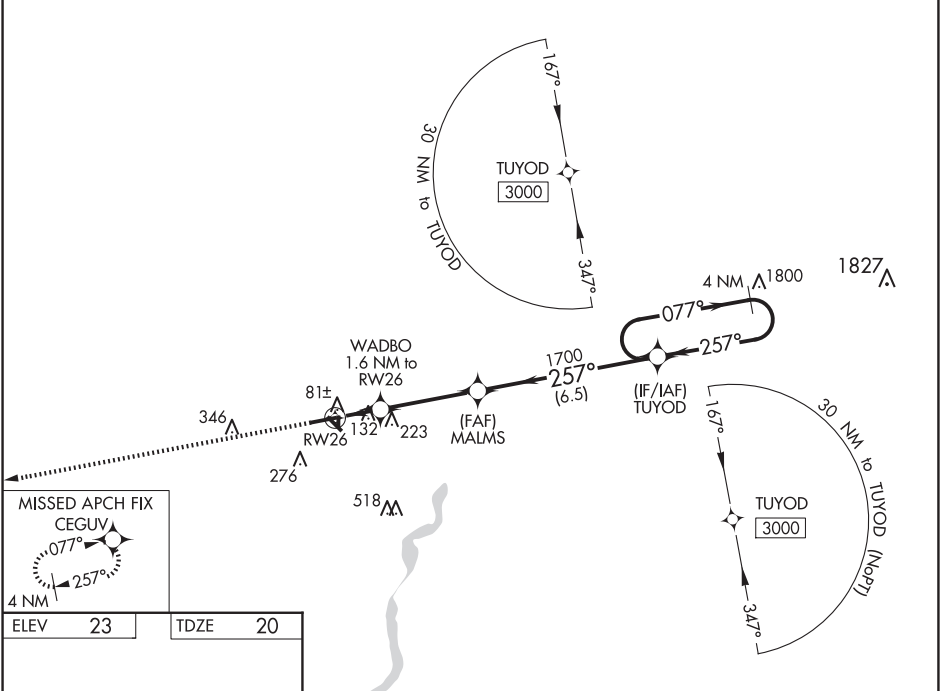 167°
30 NM to TUYOD
TUYOD
3000
347°
4 NM
1800
1827
077°
257°
WADBO
1.6 NM to
RW26
1700
257°
(6.5)
(IF/IAF)
TUYOD
81±
346
132
223
RW26
(FAF)
MALMS
276
518
167°
30 NM to TUYOD (NoPT)
TUYOD
3000
347°
MISSED APCH FIX
CEGUV
077°
257°
4 NM
ELEV 23
TDZE 20